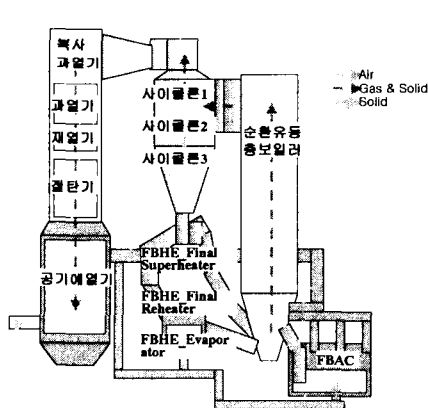 복사
과열기
과열기
재열기
절탄기
공기예열기
사이클론1
사이클론2
사이클론3
순환유동
층보일러
Air
Gas & Solid
Solid
FBHE_Final
Superheater
FBHE_Final
Reheater
FBHE_Evapor
ator
FBAC